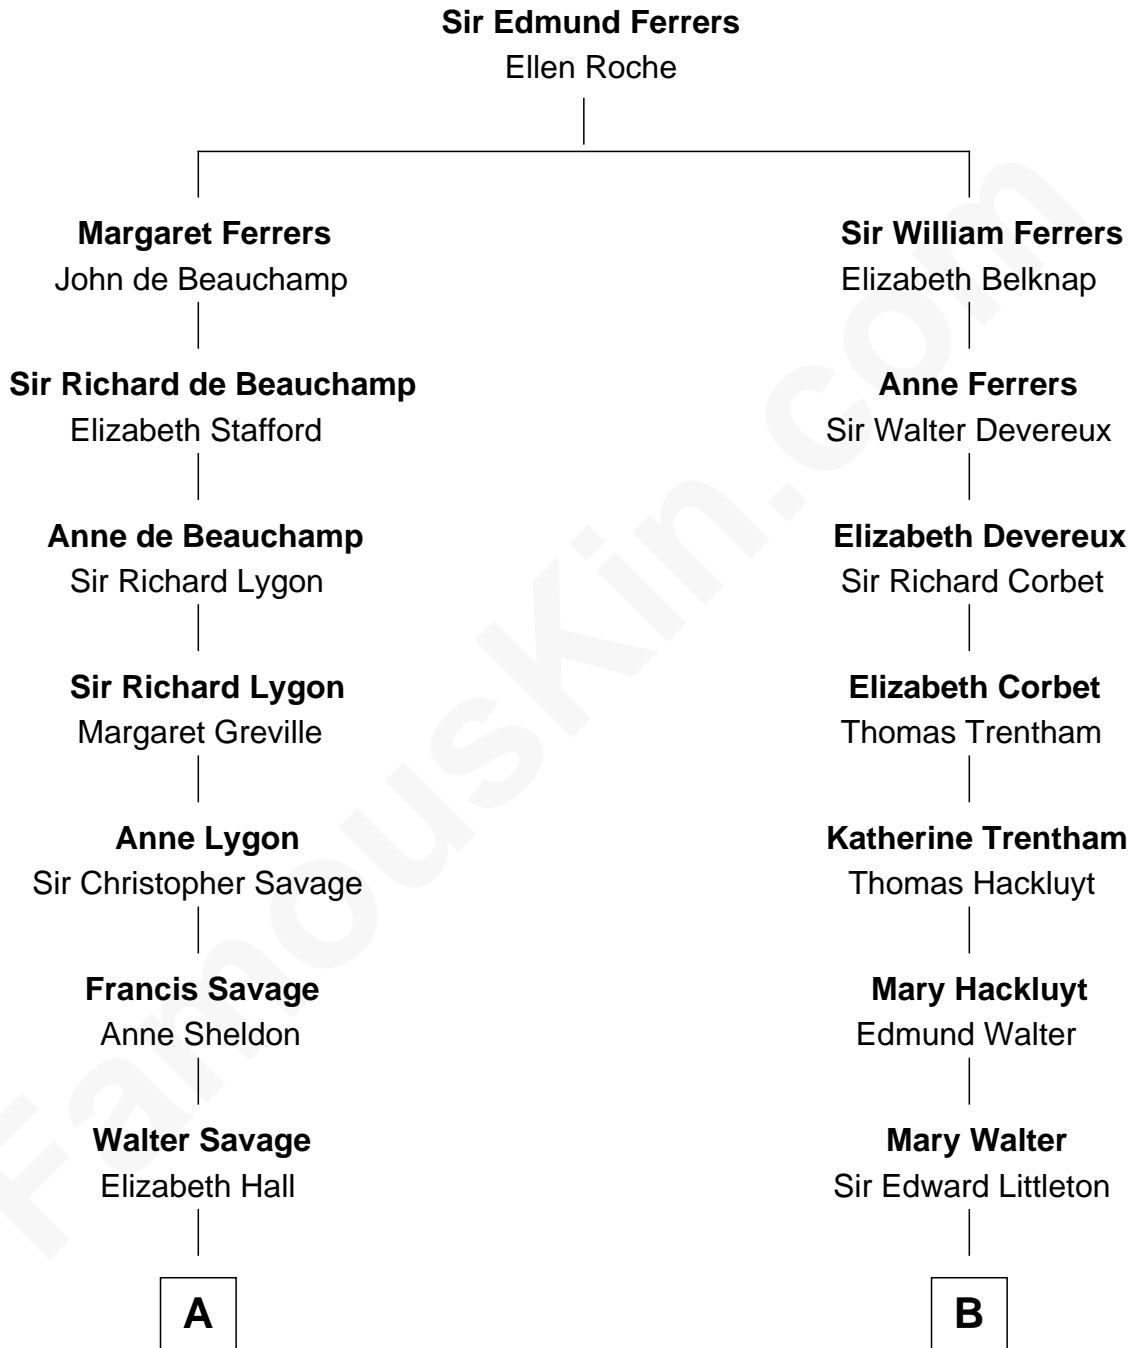 Sir Edmund Ferrers
Ellen Roche
Margaret Ferrers
John de Beauchamp
Sir William Ferrers
Elizabeth Belknap
Sir Richard de Beauchamp
Elizabeth Stafford
Anne Ferrers
Sir Walter Devereux
Anne de Beauchamp
Sir Richard Lygon
Elizabeth Devereux
Sir Richard Corbet
Sir Richard Lygon
Margaret Greville
Elizabeth Corbet
Thomas Trentham
Anne Lygon
Sir Christopher Savage
Katherine Trentham
Thomas Hackluyt
Francis Savage
Anne Sheldon
Mary Hackluyt
Edmund Walter
Walter Savage
Elizabeth Hall
Mary Walter
Sir Edward Littleton
A
B
FamousKin.com